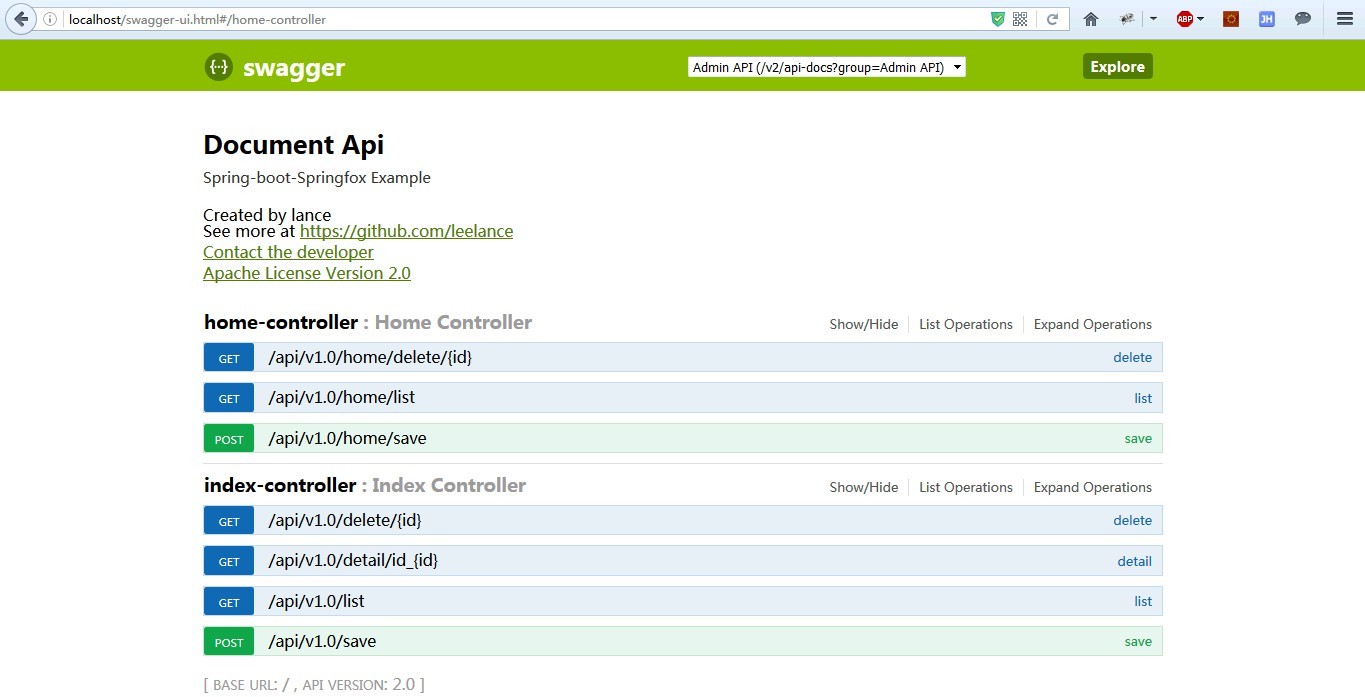 localhost/swagger-ui.html#/home-controller
ABP
JH
{···} swagger
Admin API (/v2/api-docs?group=Admin API)
Explore
Document Api
Spring-boot-Springfox Example
Created by lance
See more at https://github.com/leelance
Contact the developer
Apache License Version 2.0
home-controller : Home Controller Show/Hide List Operations Expand Operations
GET /api/v1.0/home/delete/{id} delete
GET /api/v1.0/home/list list
POST /api/v1.0/home/save save
index-controller : Index Controller Show/Hide List Operations Expand Operations
GET /api/v1.0/delete/{id} delete
GET /api/v1.0/detail/id_{id} detail
GET /api/v1.0/list list
POST /api/v1.0/save save
[ BASE URL: / , API VERSION: 2.0 ]